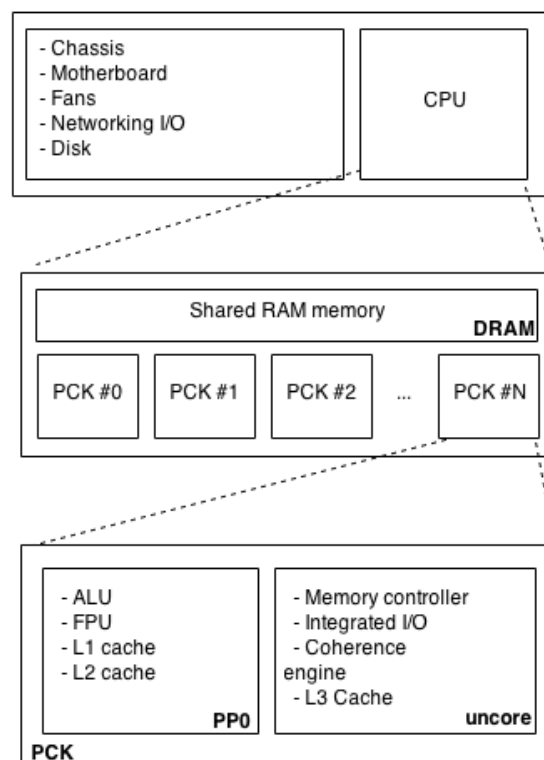 - Chassis
- Motherboard
- Fans
- Networking I/O
- Disk
CPU
Shared RAM memory
DRAM
PCK #0
PCK #1
PCK #2
...
PCK #N
- ALU
- FPU
- L1 cache
- L2 cache
PP0
- Memory controller
- Integrated I/O
- Coherence
engine
- L3 Cache
uncore
PCK